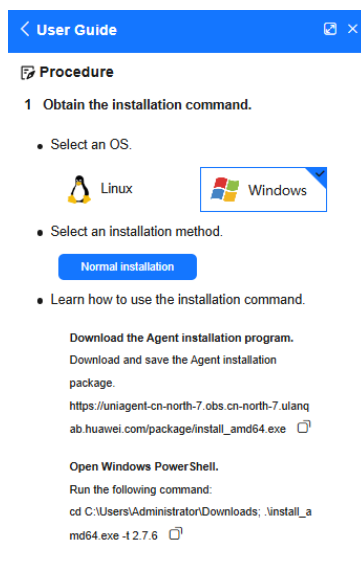 User Guide
Procedure
1 Obtain the installation command.
Select an OS.
Linux
Windows
Select an installation method.
Normal installation
Learn how to use the installation command.
Download the Agent installation program.
Download and save the Agent installation
package.
https://uniagent-cn-north-7.obs.cn-north-7.ulanq
ab.huawei.com/package/install_amd64.exe
Open Windows PowerShell.
Run the following command:
cd C:\Users\Administrator\Downloads; .\install_a
md64.exe -t 2.7.6